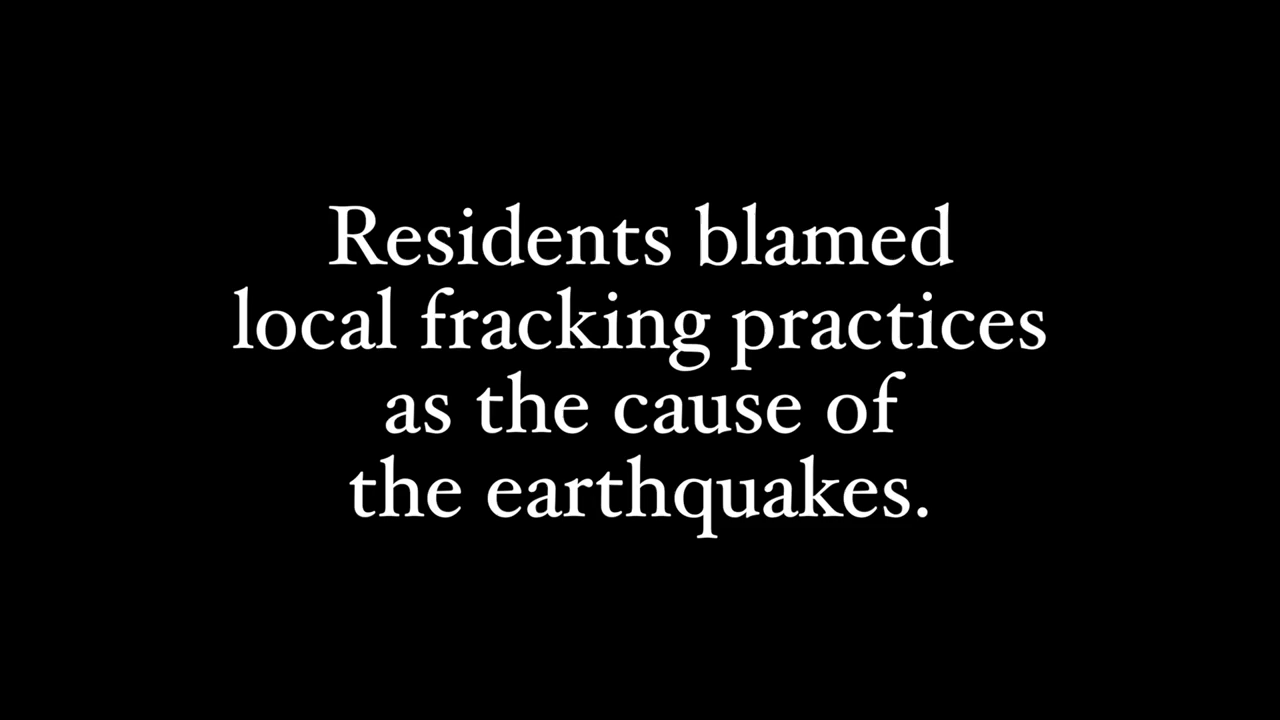 Residents blamed
local fracking practices
as the cause of
the earthquakes.